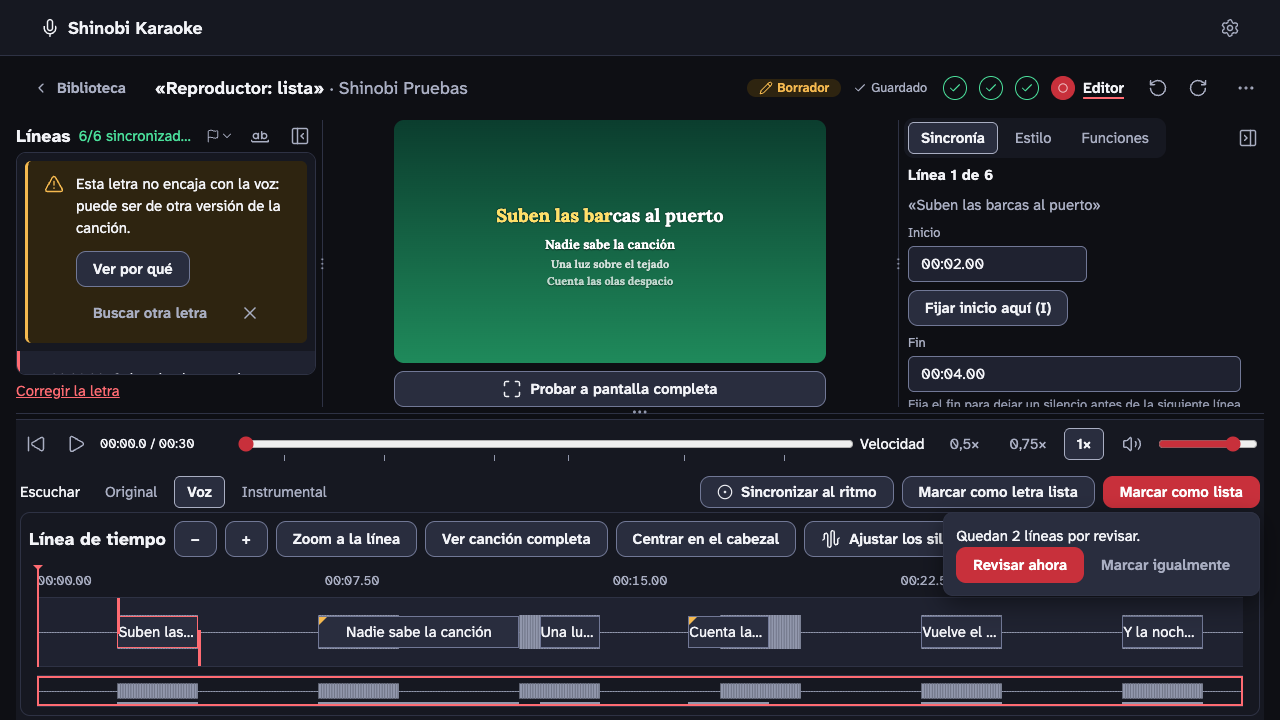 Shinobi Karaoke
Biblioteca
«Reproductor: lista» · Shinobi Pruebas
Borrador
Guardado
Editor
Líneas
6/6 sincronizad...
ab
Esta letra no encaja con la voz:
puede ser de otra versión de la
canción.
Ver por qué
Buscar otra letra
Corregir la letra
Suben las barcas al puerto
Nadie sabe la canción
Una luz sobre el tejado
Cuenta las olas despacio
Probar a pantalla completa
Sincronía
Estilo
Funciones
Línea 1 de 6
«Suben las barcas al puerto»
Inicio
00:02.00
Fijar inicio aquí (I)
Fin
00:04.00
Fija el fin para dejar un silencio antes de la siguiente línea
00:00.0 / 00:30
Velocidad
0,5×
0,75×
1×
Escuchar
Original
Voz
Instrumental
Sincronizar al ritmo
Marcar como letra lista
Marcar como lista
Línea de tiempo
−
+
Zoom a la línea
Ver canción completa
Centrar en el cabezal
Ajustar los sil
Quedan 2 líneas por revisar.
Revisar ahora
Marcar igualmente
00:00.00
00:07.50
00:15.00
00:22.5
Suben las...
Nadie sabe la canción
Una lu...
Cuenta la...
Vuelve el ...
Y la noch...